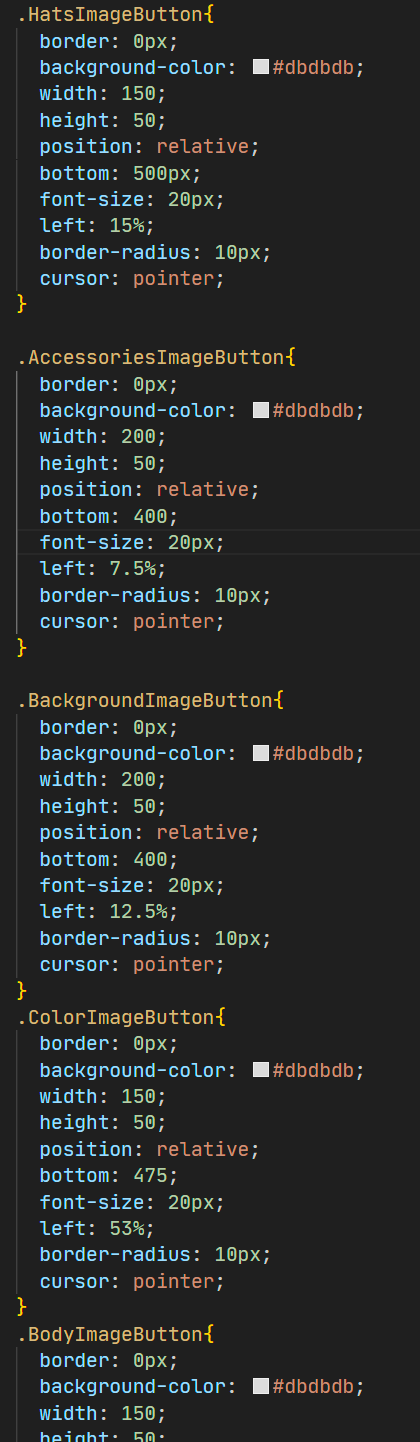 .HatsImageButton{
border: 0px;
background-color: #dbdbdb;
width: 150;
height: 50;
position: relative;
bottom: 500px;
font-size: 20px;
left: 15%;
border-radius: 10px;
cursor: pointer;
}
.AccessoriesImageButton{
border: 0px;
background-color: #dbdbdb;
width: 200;
height: 50;
position: relative;
bottom: 400;
font-size: 20px;
left: 7.5%;
border-radius: 10px;
cursor: pointer;
}
.BackgroundImageButton{
border: 0px;
background-color: #dbdbdb;
width: 200;
height: 50;
position: relative;
bottom: 400;
font-size: 20px;
left: 12.5%;
border-radius: 10px;
cursor: pointer;
}
.ColorImageButton{
border: 0px;
background-color: #dbdbdb;
width: 150;
height: 50;
position: relative;
bottom: 475;
font-size: 20px;
left: 53%;
border-radius: 10px;
cursor: pointer;
}
.BodyImageButton{
border: 0px;
background-color: #dbdbdb;
width: 150;
height: 50;